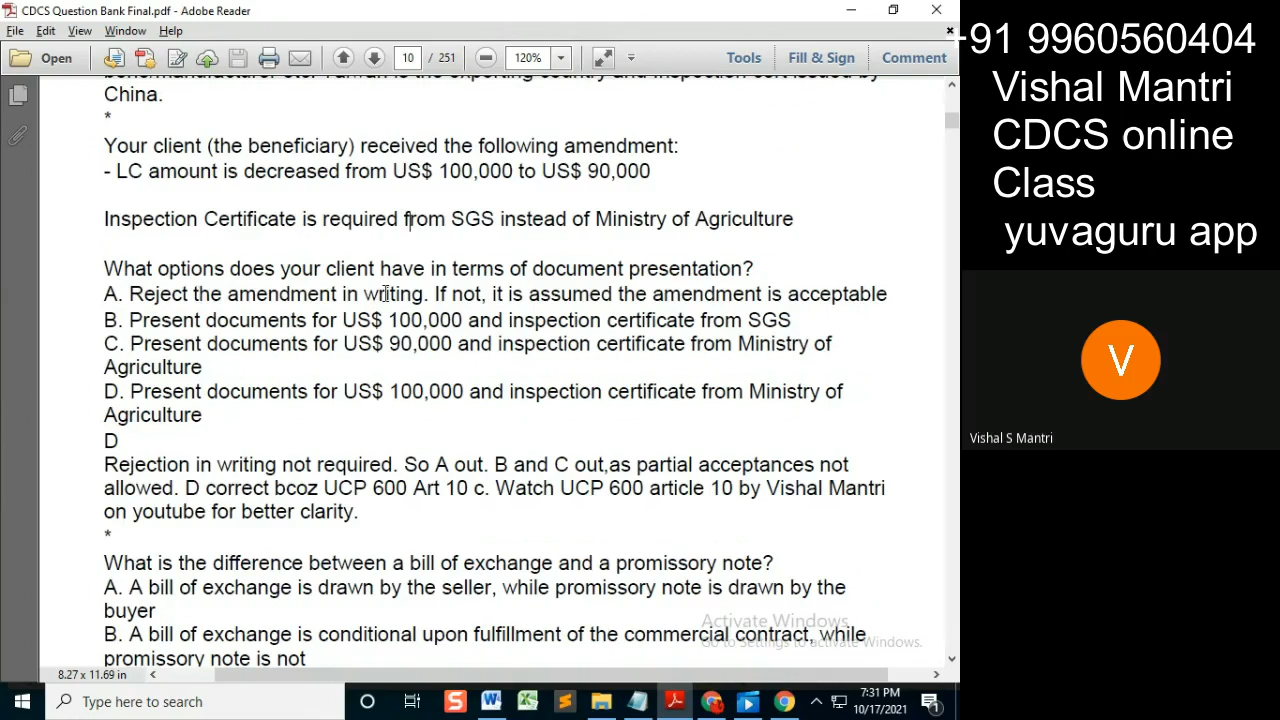 CDCS Question Bank Final.pdf - Adobe Reader
File Edit View Window Help
Open 10 / 251 120% Tools Fill & Sign Comment
China.
*
Your client (the beneficiary) received the following amendment:
- LC amount is decreased from US$ 100,000 to US$ 90,000
Inspection Certificate is required from SGS instead of Ministry of Agriculture
What options does your client have in terms of document presentation?
A. Reject the amendment in writing. If not, it is assumed the amendment is acceptable
B. Present documents for US$ 100,000 and inspection certificate from SGS
C. Present documents for US$ 90,000 and inspection certificate from Ministry of
Agriculture
D. Present documents for US$ 100,000 and inspection certificate from Ministry of
Agriculture
D
Rejection in writing not required. So A out. B and C out,as partial acceptances not
allowed. D correct bcoz UCP 600 Art 10 c. Watch UCP 600 article 10 by Vishal Mantri
on youtube for better clarity.
*
What is the difference between a bill of exchange and a promissory note?
A. A bill of exchange is drawn by the seller, while promissory note is drawn by the
buyer
B. A bill of exchange is conditional upon fulfillment of the commercial contract, while
promissory note is not
Activate Windows
Go to Settings to activate Windows.
8.27 x 11.69 in
Type here to search
7:31 PM
10/17/2021
+91 9960560404
Vishal Mantri
CDCS online
Class
yuvaguru app
V
Vishal S Mantri